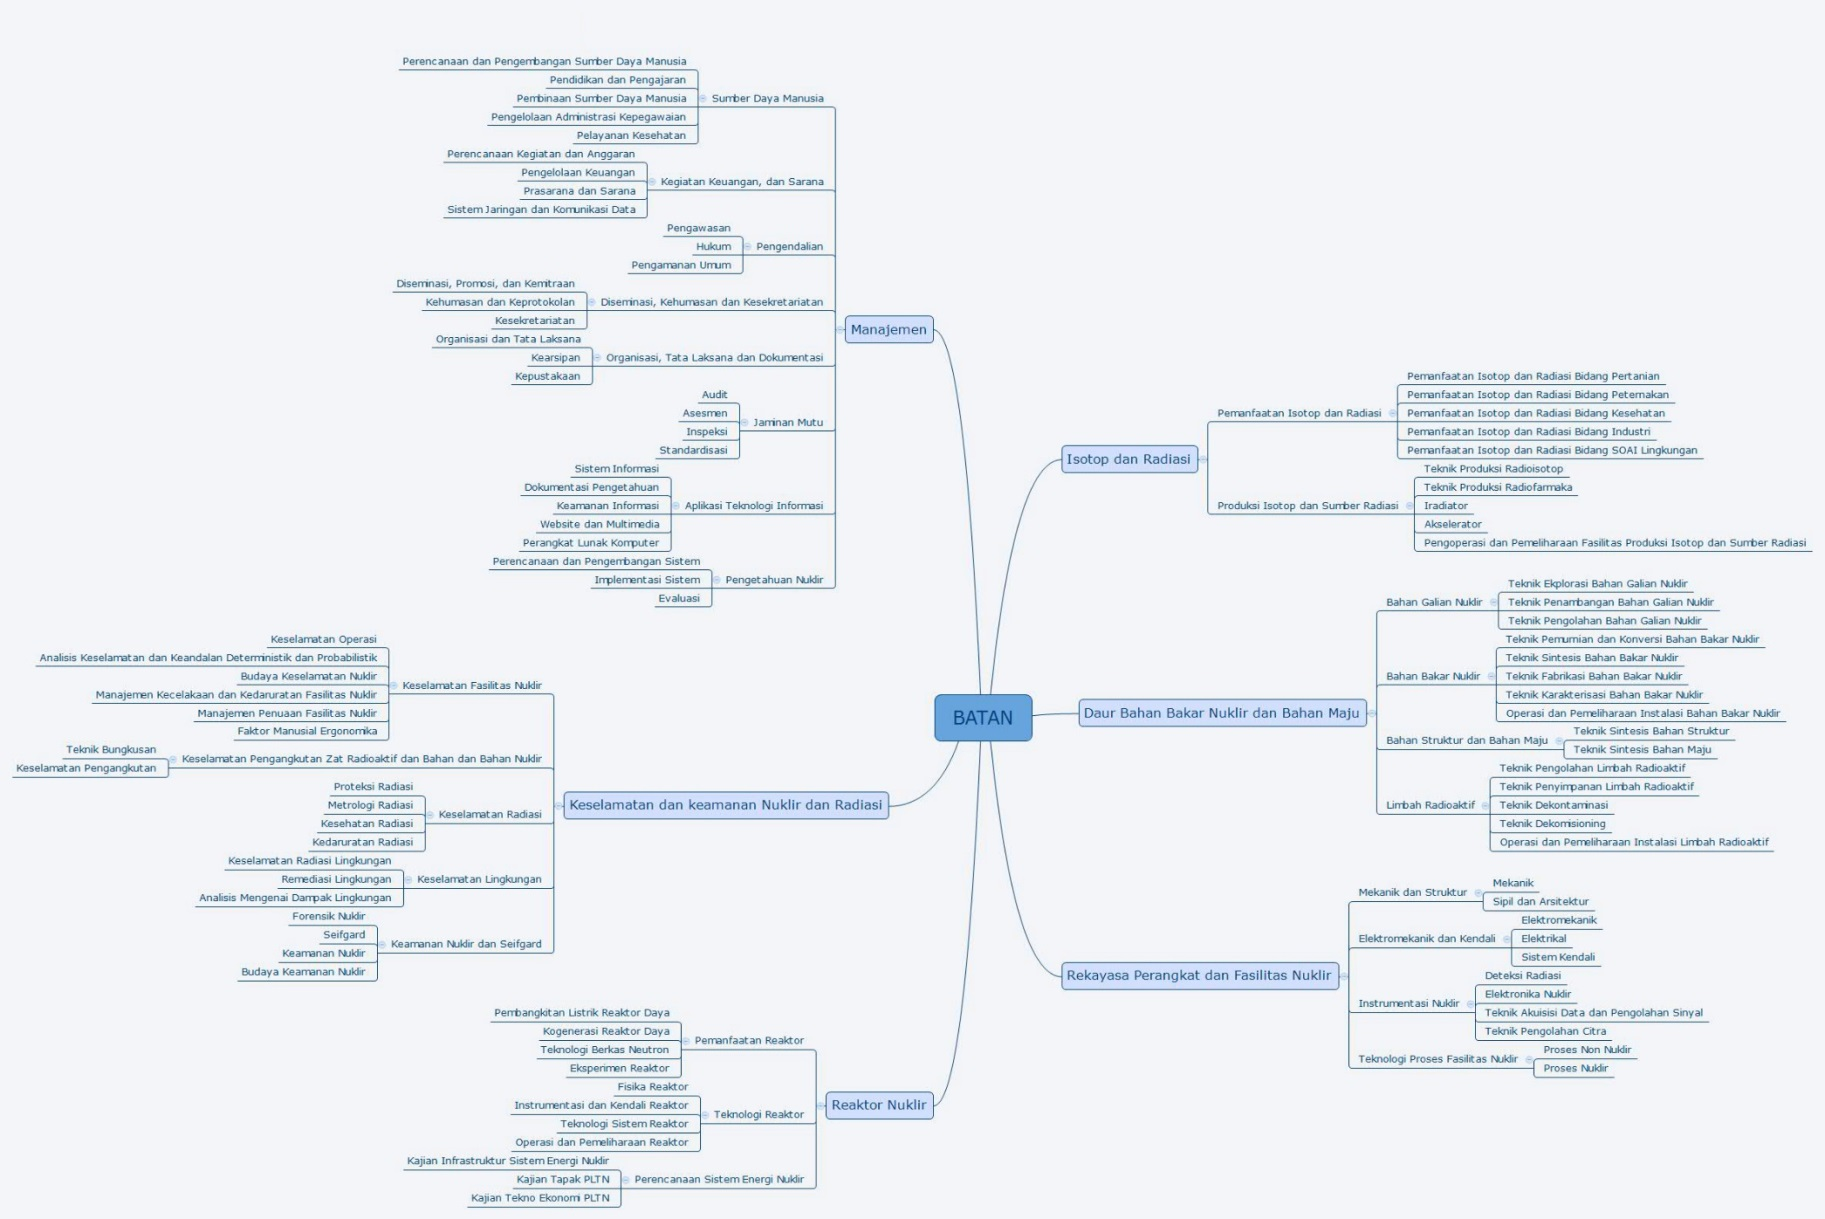 BATAN
Manajemen
Sumber Daya Manusia
Perencanaan dan Pengembangan Sumber Daya Manusia
Pendidikan dan Pengajaran
Pembinaan Sumber Daya Manusia
Pengelolaan Administrasi Kepegawaian
Pelayanan Kesehatan
Kegiatan Keuangan, dan Sarana
Perencanaan Kegiatan dan Anggaran
Pengelolaan Keuangan
Prasarana dan Sarana
Sistem Jaringan dan Komunikasi Data
Pengendalian
Pengawasan
Hukum
Pengamanan Umum
Diseminasi, Kehumasan dan Kesekretariatan
Diseminasi, Promosi, dan Kemitraan
Kehumasan dan Keprotokolan
Kesekretariatan
Organisasi, Tata Laksana dan Dokumentasi
Organisasi dan Tata Laksana
Kearsipan
Kepustakaan
Jaminan Mutu
Audit
Asesmen
Inspeksi
Standardisasi
Aplikasi Teknologi Informasi
Sistem Informasi
Dokumentasi Pengetahuan
Keamanan Informasi
Website dan Multimedia
Perangkat Lunak Komputer
Pengetahuan Nuklir
Perencanaan dan Pengembangan Sistem
Implementasi Sistem
Evaluasi
Keselamatan dan keamanan Nuklir dan Radiasi
Keselamatan Fasilitas Nuklir
Keselamatan Operasi
Analisis Keselamatan dan Keandalan Deterministik dan Probabilistik
Budaya Keselamatan Nuklir
Manajemen Kecelakaan dan Kedaruratan Fasilitas Nuklir
Manajemen Penuaan Fasilitas Nuklir
Faktor Manusial Ergonomika
Keselamatan Pengangkutan Zat Radioaktif dan Bahan dan Bahan Nuklir
Teknik Bungkusan
Keselamatan Pengangkutan
Keselamatan Radiasi
Proteksi Radiasi
Metrologi Radiasi
Kesehatan Radiasi
Kedaruratan Radiasi
Keselamatan Lingkungan
Keselamatan Radiasi Lingkungan
Remediasi Lingkungan
Analisis Mengenai Dampak Lingkungan
Keamanan Nuklir dan Seifgard
Forensik Nuklir
Seifgard
Keamanan Nuklir
Budaya Keamanan Nuklir
Reaktor Nuklir
Pemanfaatan Reaktor
Pembangkitan Listrik Reaktor Daya
Kogenerasi Reaktor Daya
Teknologi Berkas Neutron
Eksperimen Reaktor
Teknologi Reaktor
Fisika Reaktor
Instrumentasi dan Kendali Reaktor
Teknologi Sistem Reaktor
Operasi dan Pemeliharaan Reaktor
Perencanaan Sistem Energi Nuklir
Kajian Infrastruktur Sistem Energi Nuklir
Kajian Tapak PLTN
Kajian Tekno Ekonomi PLTN
Isotop dan Radiasi
Pemanfaatan Isotop dan Radiasi
Pemanfaatan Isotop dan Radiasi Bidang Pertanian
Pemanfaatan Isotop dan Radiasi Bidang Peternakan
Pemanfaatan Isotop dan Radiasi Bidang Kesehatan
Pemanfaatan Isotop dan Radiasi Bidang Industri
Pemanfaatan Isotop dan Radiasi Bidang SOAI Lingkungan
Produksi Isotop dan Sumber Radiasi
Teknik Produksi Radioisotop
Teknik Produksi Radiofarmaka
Iradiator
Akselerator
Pengoperasi dan Pemeliharaan Fasilitas Produksi Isotop dan Sumber Radiasi
Daur Bahan Bakar Nuklir dan Bahan Maju
Bahan Galian Nuklir
Teknik Ekplorasi Bahan Galian Nuklir
Teknik Penambangan Bahan Galian Nuklir
Teknik Pengolahan Bahan Galian Nuklir
Bahan Bakar Nuklir
Teknik Pemurnian dan Konversi Bahan Bakar Nuklir
Teknik Sintesis Bahan Bakar Nuklir
Teknik Fabrikasi Bahan Bakar Nuklir
Teknik Karakterisasi Bahan Bakar Nuklir
Operasi dan Pemeliharaan Instalasi Bahan Bakar Nuklir
Bahan Struktur dan Bahan Maju
Teknik Sintesis Bahan Struktur
Teknik Sintesis Bahan Maju
Limbah Radioaktif
Teknik Pengolahan Limbah Radioaktif
Teknik Penyimpanan Limbah Radioaktif
Teknik Dekontaminasi
Teknik Dekomisioning
Operasi dan Pemeliharaan Instalasi Limbah Radioaktif
Rekayasa Perangkat dan Fasilitas Nuklir
Mekanik dan Struktur
Mekanik
Sipil dan Arsitektur
Elektromekanik dan Kendali
Elektromekanik
Elektrikal
Sistem Kendali
Instrumentasi Nuklir
Deteksi Radiasi
Elektronika Nuklir
Teknik Akuisisi Data dan Pengolahan Sinyal
Teknik Pengolahan Citra
Teknologi Proses Fasilitas Nuklir
Proses Non Nuklir
Proses Nuklir